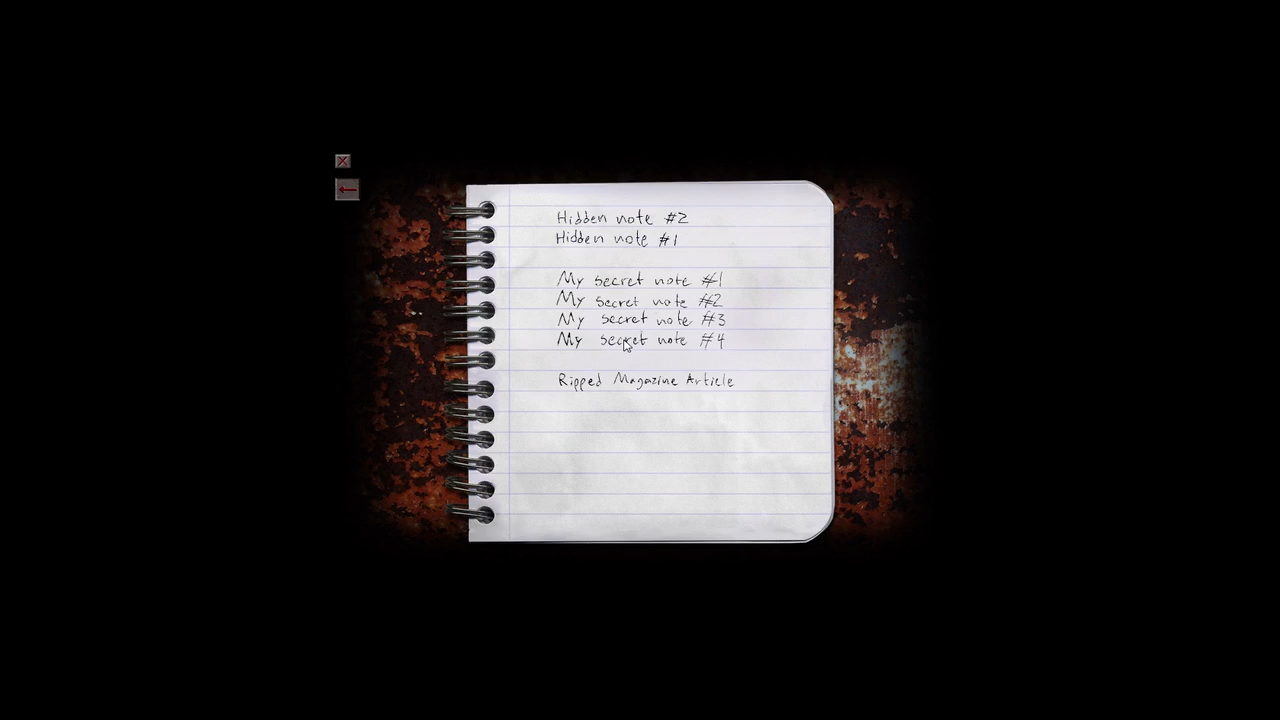 Hidden note #2
Hidden note #1
My secret note #1
My secret note #2
My secret note #3
My secret note #4
Ripped Magazine Article